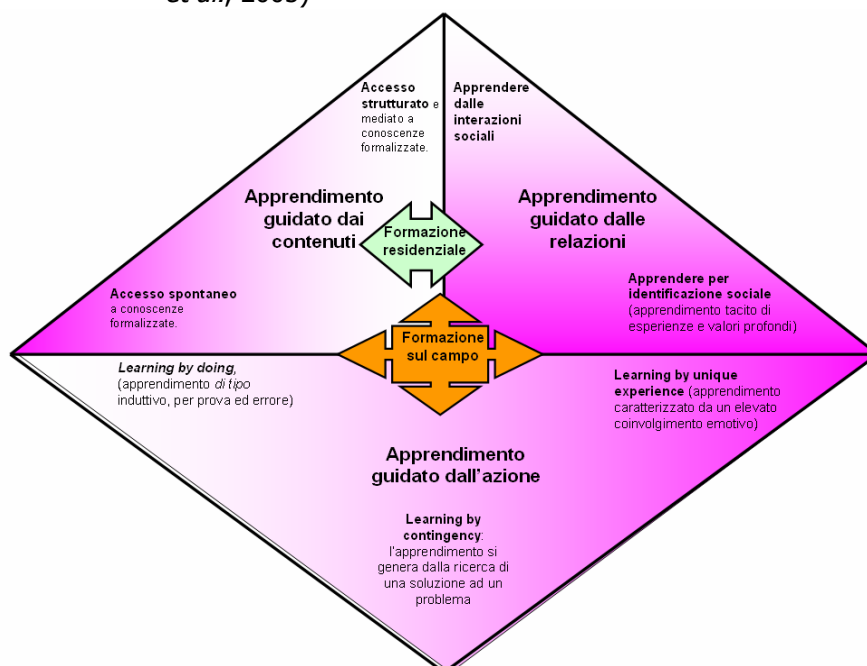 et al., 2005)
Accesso
strutturato e
mediato a
conoscenze
formalizzate.
Apprendere
dalle
interazioni
sociali
Apprendimento
guidato dai
contenuti
Apprendimento
guidato dalle
relazioni
Formazione
residenziale
Accesso spontaneo
a conoscenze
formalizzate.
Apprendere per
identificazione sociale
(apprendimento tacito di
esperienze e valori profondi)
Formazione
sul campo
Learning by doing,
(apprendimento di tipo
induttivo, per prova ed errore)
Learning by unique
experience (apprendimento
caratterizzato da un elevato
coinvolgimento emotivo)
Apprendimento
guidato dall'azione
Learning by
contingency:
l'apprendimento si
genera dalla ricerca di
una soluzione ad un
problema